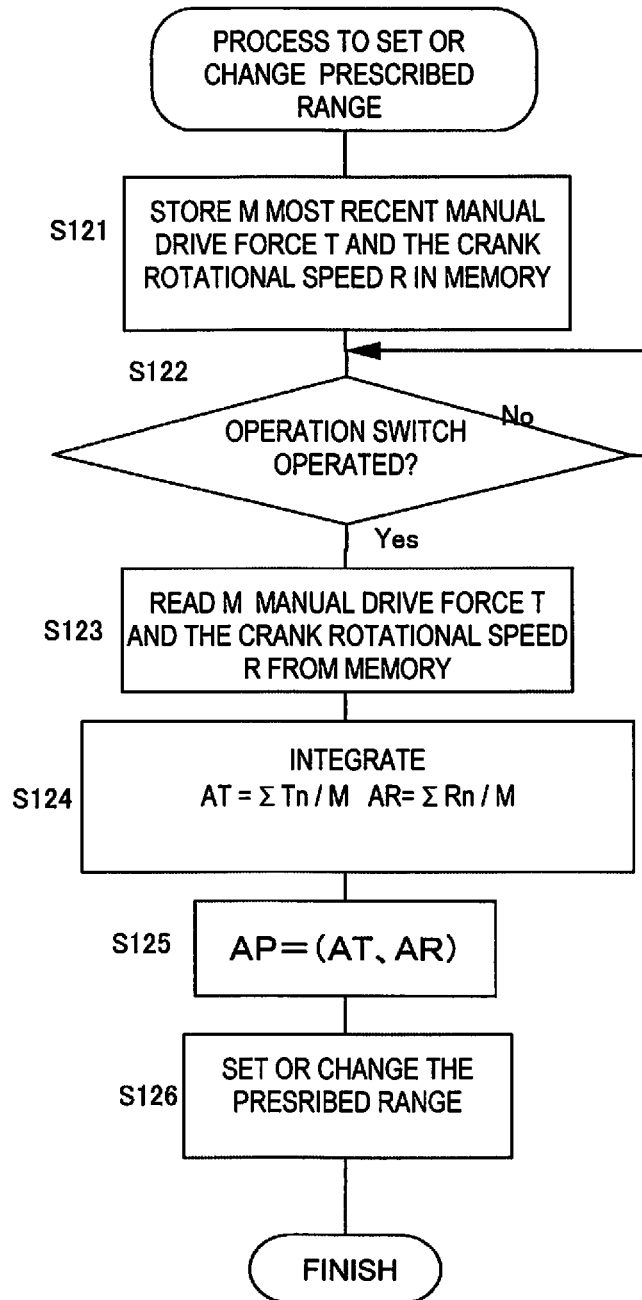 PROCESS TO SET OR
CHANGE PRESCRIBED
RANGE
S121
STORE M MOST RECENT MANUAL
DRIVE FORCE T AND THE CRANK
ROTATIONAL SPEED R IN MEMORY
S122
OPERATION SWITCH
OPERATED?
No
Yes
S123
READ M MANUAL DRIVE FORCE T
AND THE CRANK ROTATIONAL SPEED
R FROM MEMORY
S124
INTEGRATE
AT = Σ Tn / M AR= Σ Rn / M
S125
AP=(AT、AR)
S126
SET OR CHANGE THE
PRESRIBED RANGE
FINISH